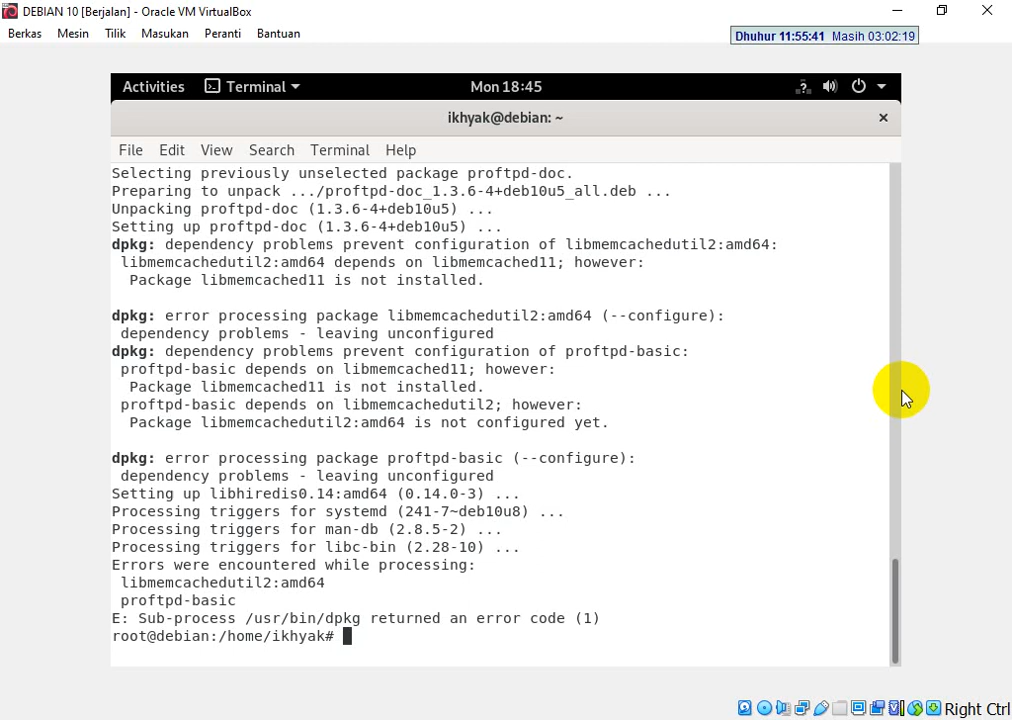 DEBIAN 10 [Berjalan] - Oracle VM VirtualBox
Berkas Mesin Tilik Masukan Peranti Bantuan
Dhuhur 11:55:41 Masih 03:02:19
Activities Terminal Mon 18:45
ikhyak@debian: ~
File Edit View Search Terminal Help
Selecting previously unselected package proftpd-doc.
Preparing to unpack .../proftpd-doc_1.3.6-4+deb10u5_all.deb ...
Unpacking proftpd-doc (1.3.6-4+deb10u5) ...
Setting up proftpd-doc (1.3.6-4+deb10u5) ...
dpkg: dependency problems prevent configuration of libmemcachedutil2:amd64:
libmemcachedutil2:amd64 depends on libmemcached11; however:
Package libmemcached11 is not installed.
dpkg: error processing package libmemcachedutil2:amd64 (--configure):
dependency problems - leaving unconfigured
dpkg: dependency problems prevent configuration of proftpd-basic:
proftpd-basic depends on libmemcached11; however:
Package libmemcached11 is not installed.
proftpd-basic depends on libmemcachedutil2; however:
Package libmemcachedutil2:amd64 is not configured yet.
dpkg: error processing package proftpd-basic (--configure):
dependency problems - leaving unconfigured
Setting up libhiredis0.14:amd64 (0.14.0-3) ...
Processing triggers for systemd (241-7~deb10u8) ...
Processing triggers for man-db (2.8.5-2) ...
Processing triggers for libc-bin (2.28-10) ...
Errors were encountered while processing:
libmemcachedutil2:amd64
proftpd-basic
E: Sub-process /usr/bin/dpkg returned an error code (1)
root@debian:/home/ikhyak#
Right Ctrl